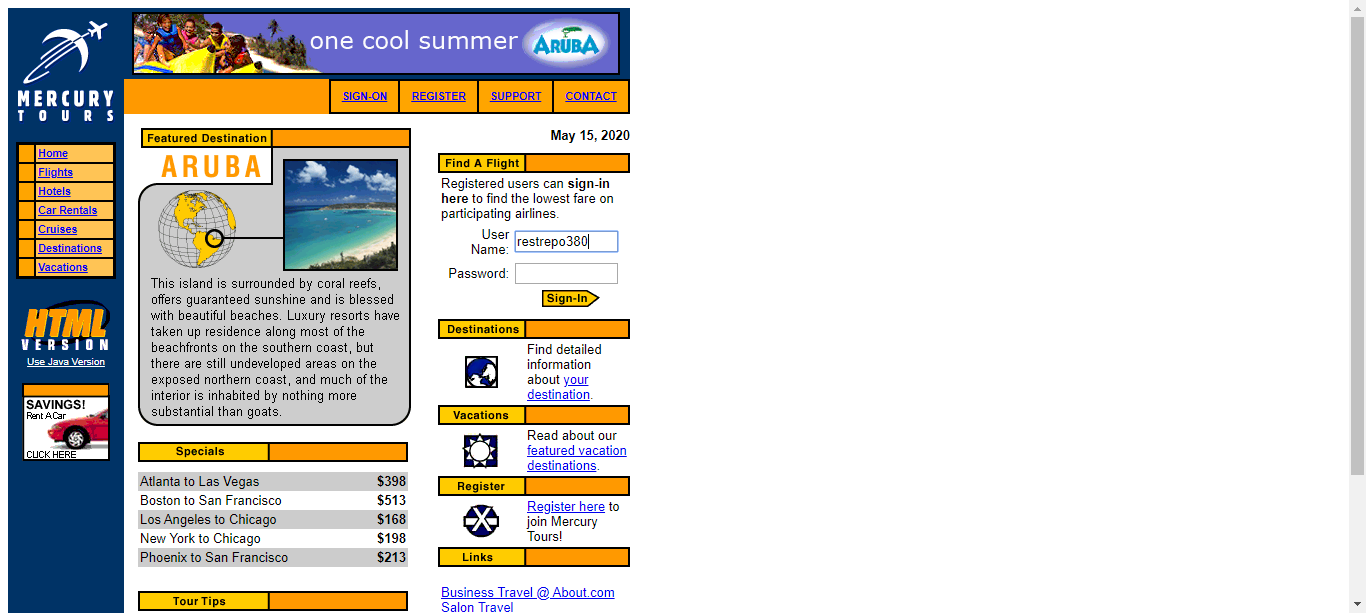 one cool summer ARUBA
MERCURY
TOURS
SIGN-ON REGISTER SUPPORT CONTACT
Home
Flights
Hotels
Car Rentals
Cruises
Destinations
Vacations
HTML
VERSION
Use Java Version
SAVINGS!
Rent A Car
CLICK HERE
Featured Destination
ARUBA
This island is surrounded by coral reefs,
offers guaranteed sunshine and is blessed
with beautiful beaches. Luxury resorts have
taken up residence along most of the
beachfronts on the southern coast, but
there are still undeveloped areas on the
exposed northern coast, and much of the
interior is inhabited by nothing more
substantial than goats.
Specials
Atlanta to Las Vegas $398
Boston to San Francisco $513
Los Angeles to Chicago $168
New York to Chicago $198
Phoenix to San Francisco $213
Tour Tips
May 15, 2020
Find A Flight
Registered users can sign-in
here to find the lowest fare on
participating airlines.
User
Name: restrepo380
Password:
Sign-In
Destinations
Find detailed
information
about your
destination.
Vacations
Read about our
featured vacation
destinations.
Register
Register here to
join Mercury
Tours!
Links
Business Travel @ About.com
Salon Travel